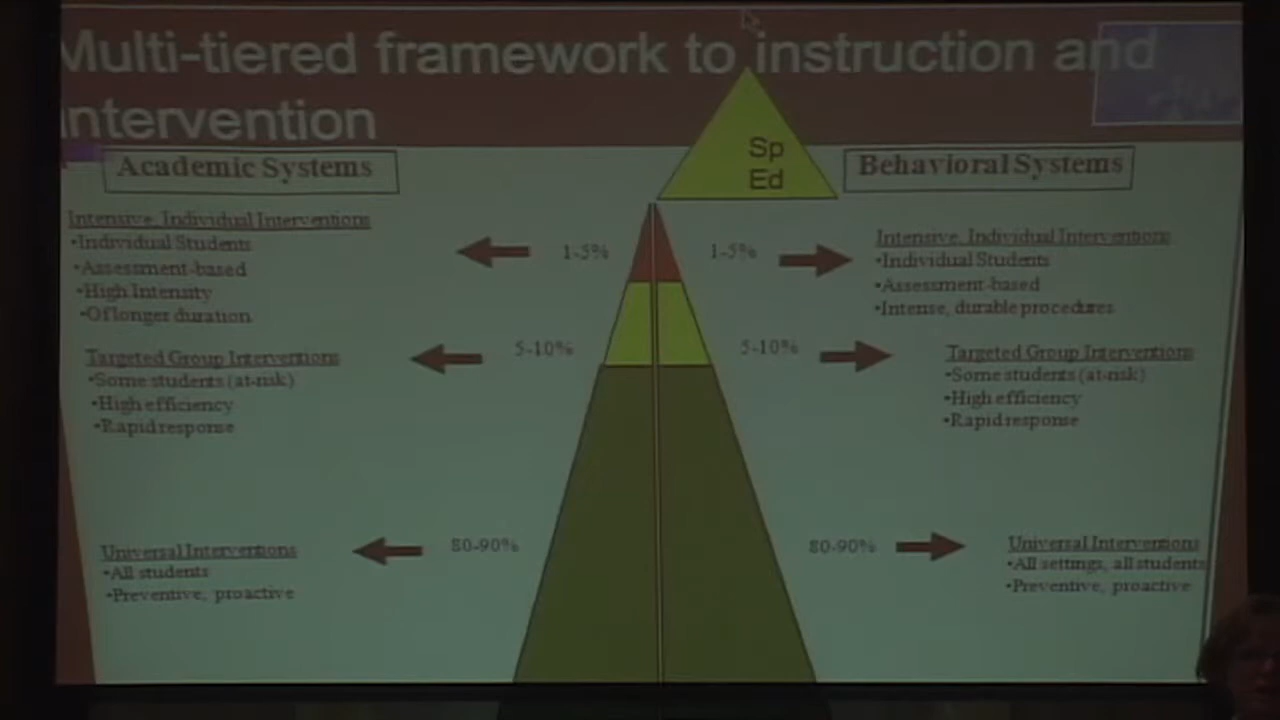 Multi-tiered framework to instruction and
intervention
Sp
Ed
Academic Systems
Intensive, Individual Interventions
•Individual Students
•Assessment-based
•High Intensity
•Of longer duration
1-5%
Targeted Group Interventions
•Some students (at-risk)
•High efficiency
•Rapid response
5-10%
Universal Interventions
•All students
•Preventive, proactive
80-90%
Behavioral Systems
1-5%
Intensive, Individual Interventions
•Individual Students
•Assessment-based
•Intense, durable procedures
5-10%
Targeted Group Interventions
•Some students (at-risk)
•High efficiency
•Rapid response
80-90%
Universal Interventions
•All settings, all students
•Preventive, proactive